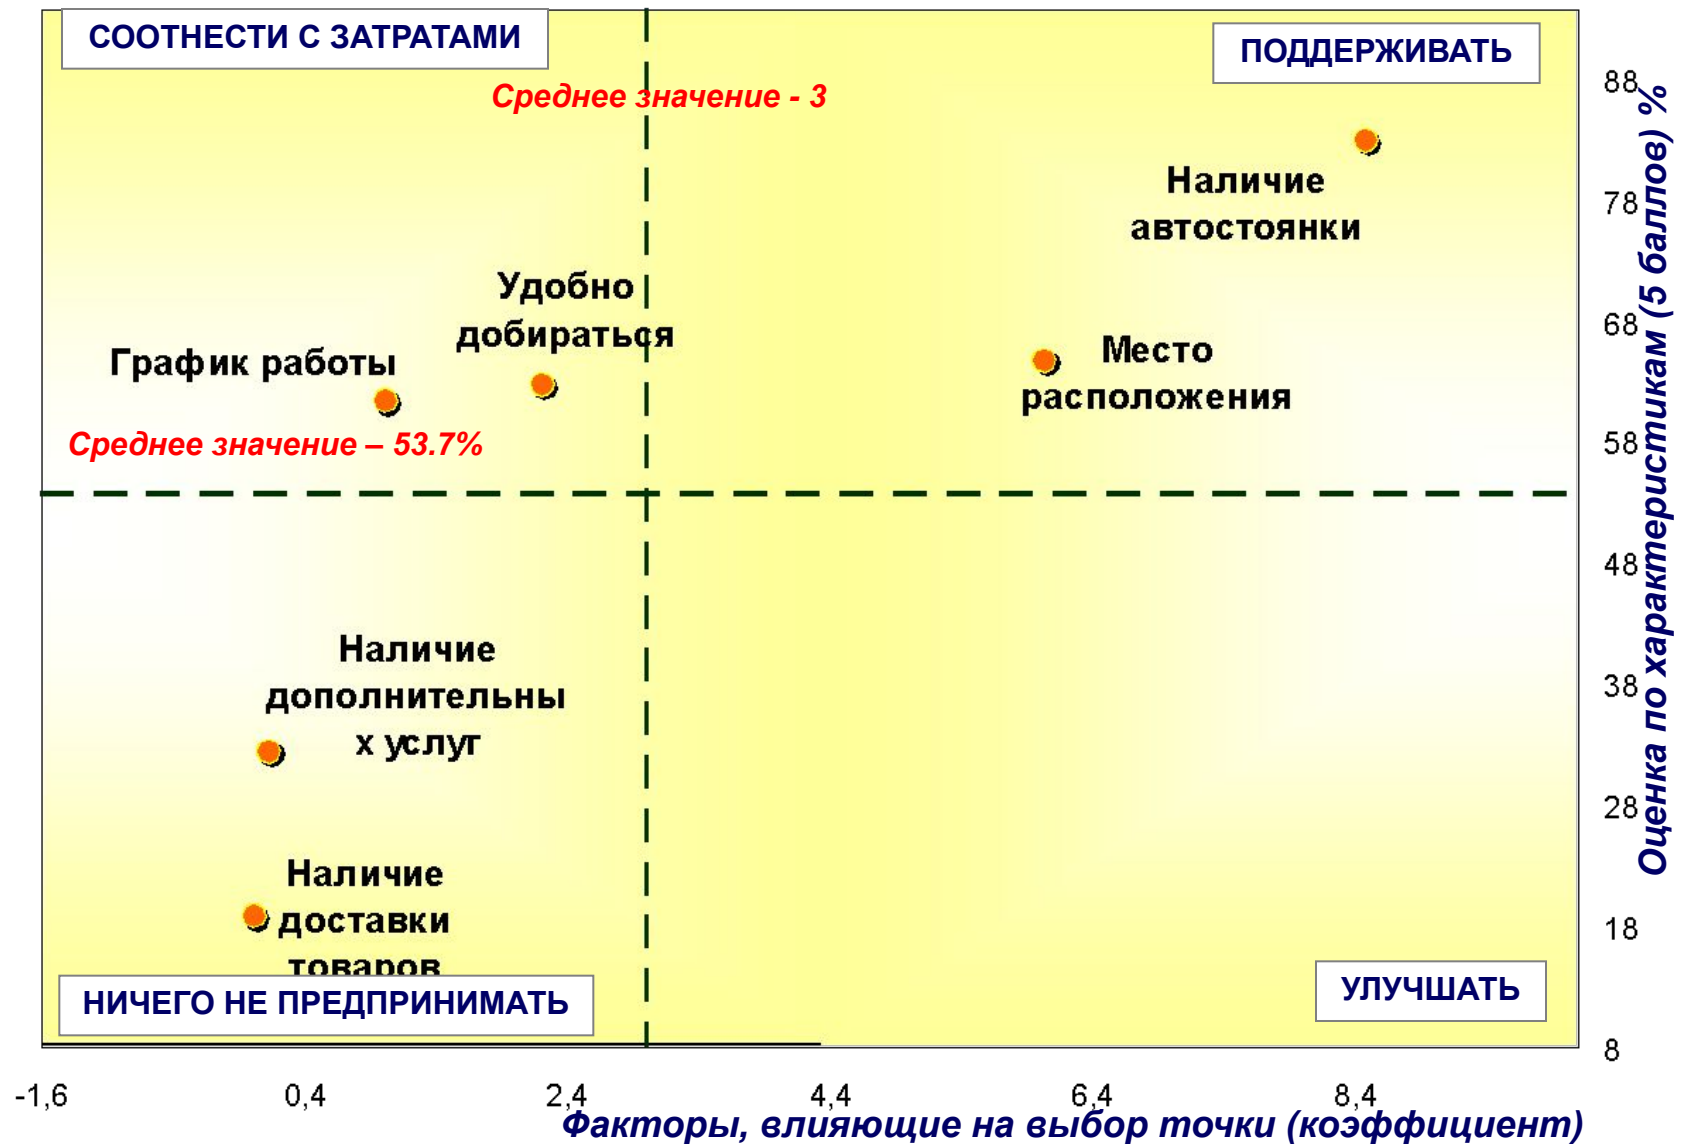 СООТНЕСТИ С ЗАТРАТАМИ
ПОДДЕРЖИВАТЬ
Среднее значение - 3
Наличие
автостоянки
Удобно
добираться
График работы
Место
расположения
Среднее значение – 53.7%
Наличие
дополнительны
х услуг
Наличие
доставки
товаров
НИЧЕГО НЕ ПРЕДПРИНИМАТЬ
УЛУЧШАТЬ
88
78
68
58
48
38
28
18
8
Оценка по характеристикам (5 баллов) %
-1,6
0,4
2,4
4,4
6,4
8,4
Факторы, влияющие на выбор точки (коэффициент)